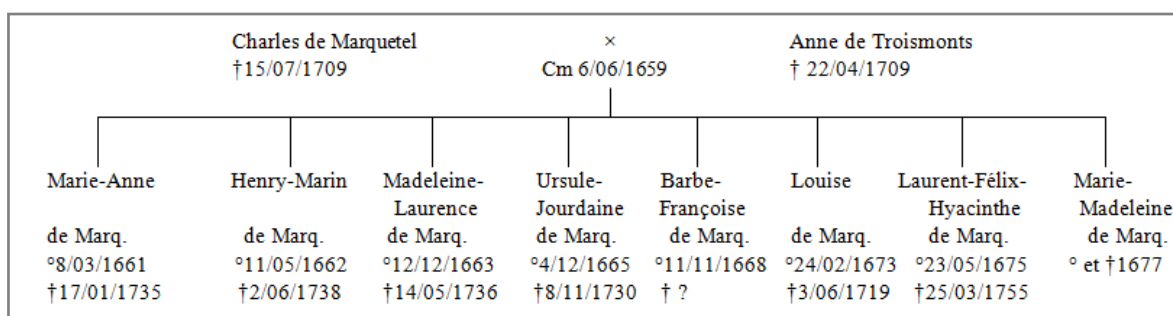 Charles de Marquetel × Anne de Troismonts
†15/07/1709 Cm 6/06/1659 † 22/04/1709
Marie-Anne Henry-Marin Madeleine- Ursule- Barbe- Louise Laurent-Félix- Marie-
Laurence Jourdaine Françoise Hyacinthe Madeleine
de Marq. de Marq. de Marq. de Marq. de Marq. de Marq. de Marq. de Marq.
°8/03/1661 °11/05/1662 °12/12/1663 °4/12/1665 °11/11/1668 °24/02/1673 °23/05/1675 ° et †1677
†17/01/1735 †2/06/1738 †14/05/1736 †8/11/1730 † ? †3/06/1719 †25/03/1755